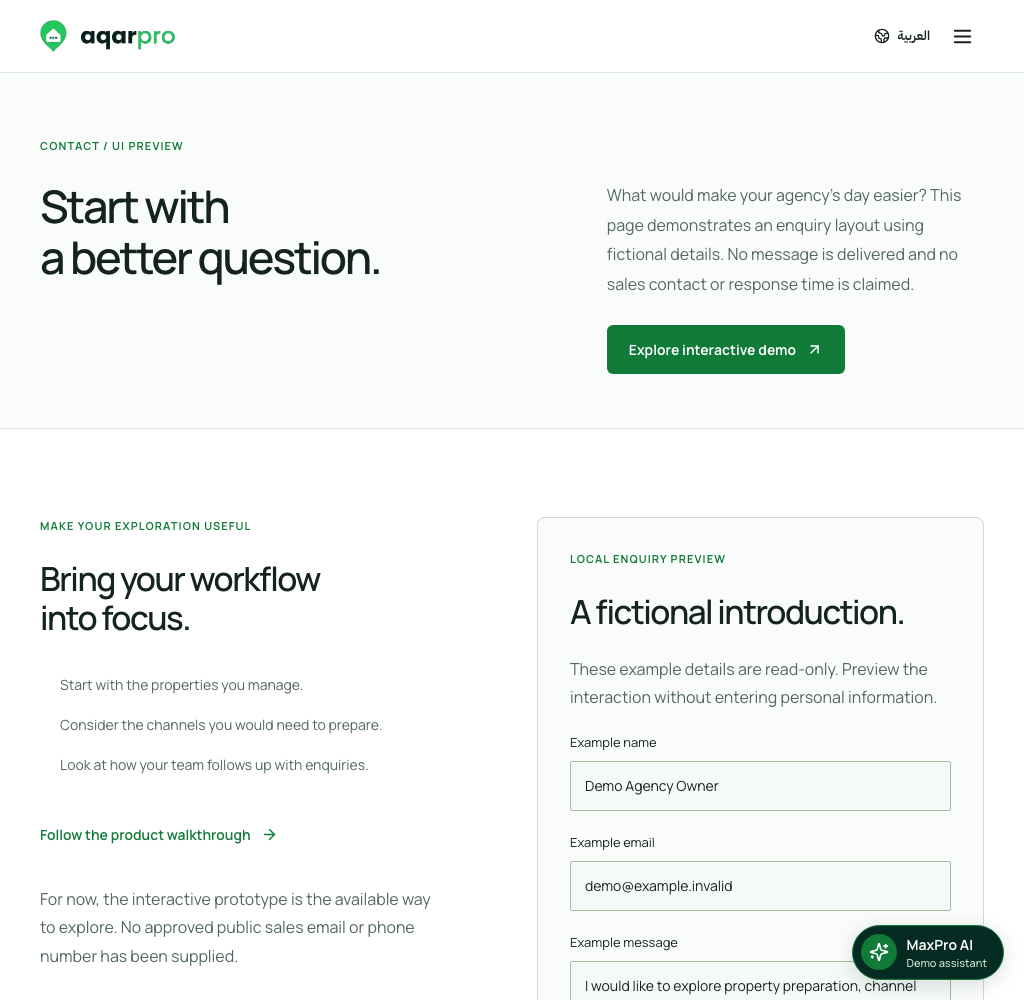 aqarpro
العربية
CONTACT / UI PREVIEW
Start with
a better question.
What would make your agency’s day easier? This
page demonstrates an enquiry layout using
fictional details. No message is delivered and no
sales contact or response time is claimed.
Explore interactive demo
MAKE YOUR EXPLORATION USEFUL
Bring your workflow
into focus.
Start with the properties you manage.
Consider the channels you would need to prepare.
Look at how your team follows up with enquiries.
Follow the product walkthrough
For now, the interactive prototype is the available way
to explore. No approved public sales email or phone
number has been supplied.
LOCAL ENQUIRY PREVIEW
A fictional introduction.
These example details are read-only. Preview the
interaction without entering personal information.
Example name
Demo Agency Owner
Example email
demo@example.invalid
Example message
I would like to explore property preparation, channel
MaxPro AI
Demo assistant